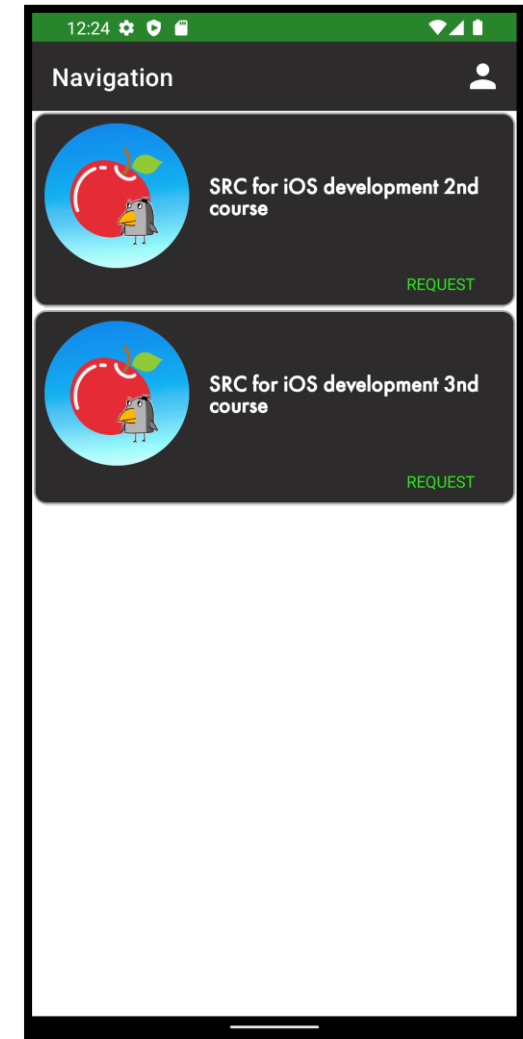 12:24
Navigation
SRC for iOS development 2nd
course
REQUEST
SRC for iOS development 3nd
course
REQUEST